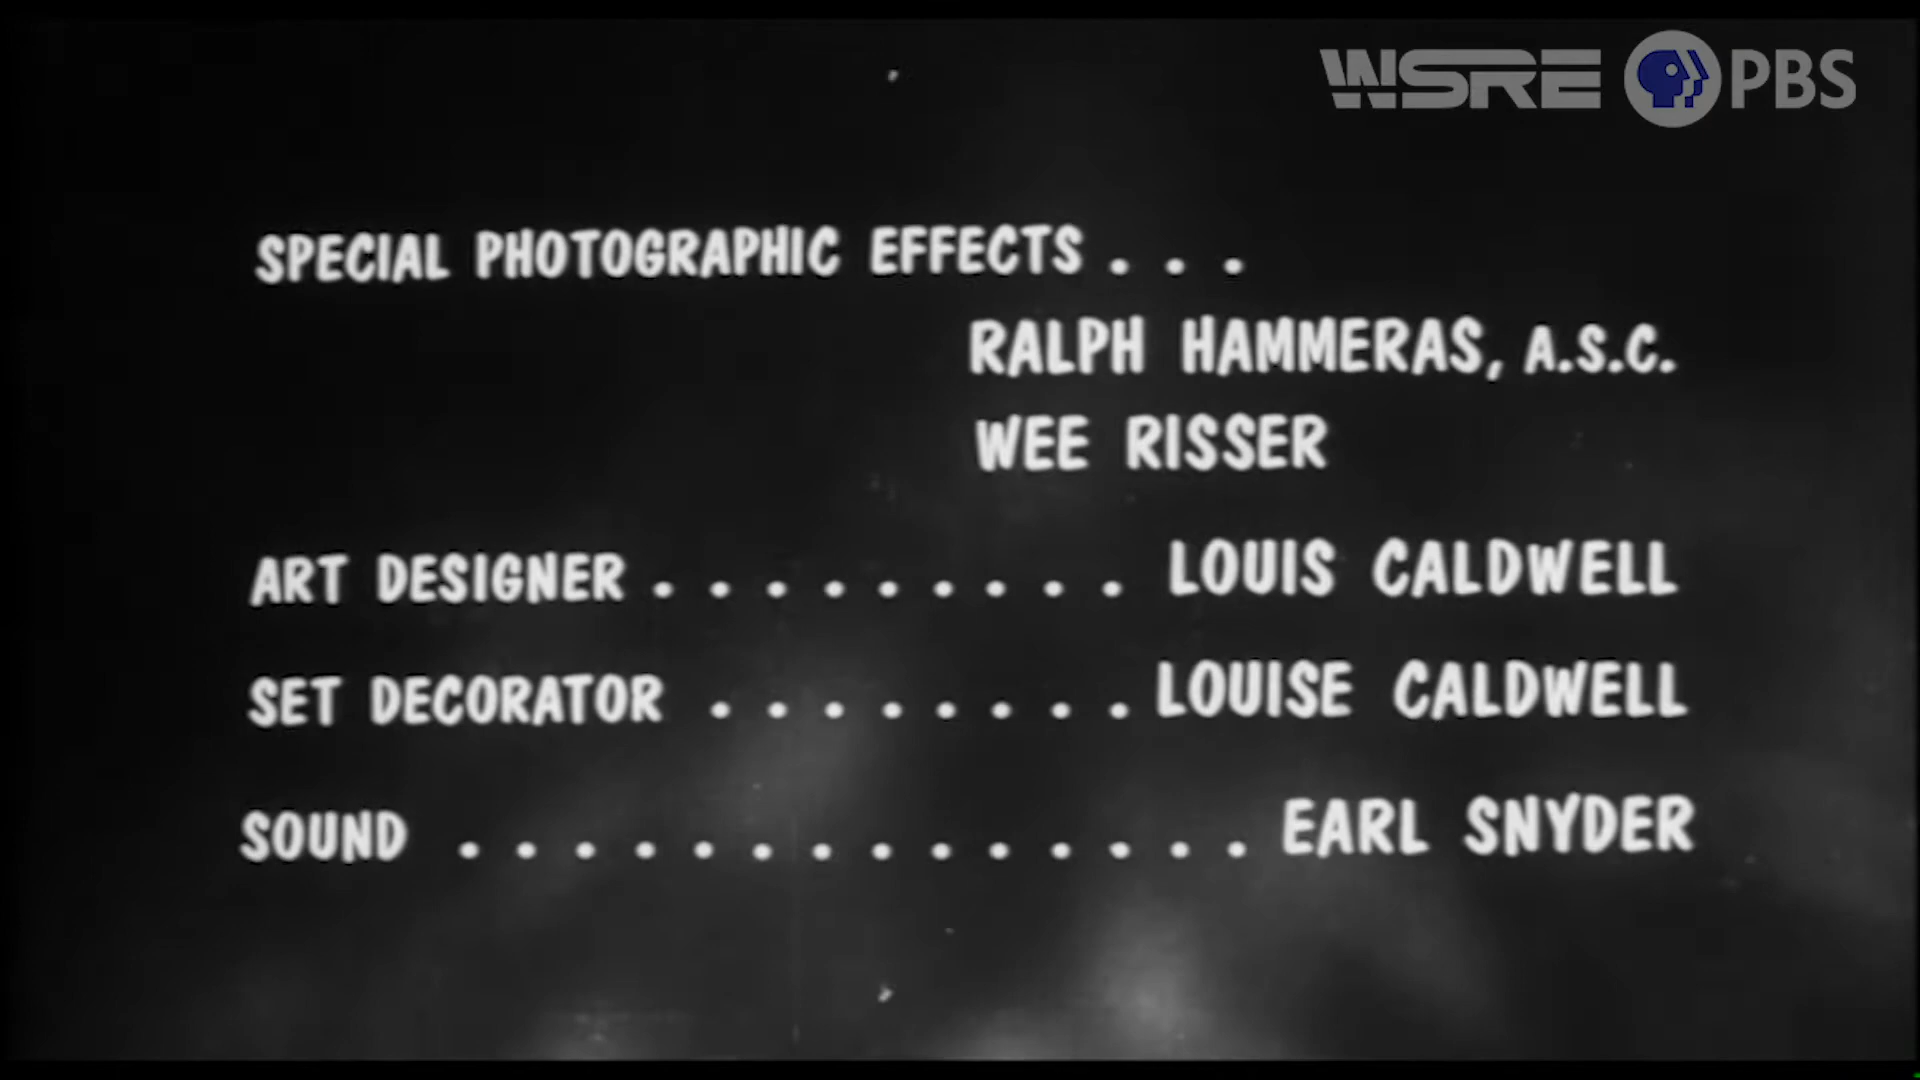 WSRE PBS
SPECIAL PHOTOGRAPHIC EFFECTS . . .
RALPH HAMMERAS, A.S.C.
WEE RISSER
ART DESIGNER . . . . . . . . . LOUIS CALDWELL
SET DECORATOR . . . . . . . . LOUISE CALDWELL
SOUND . . . . . . . . . . . . . . EARL SNYDER